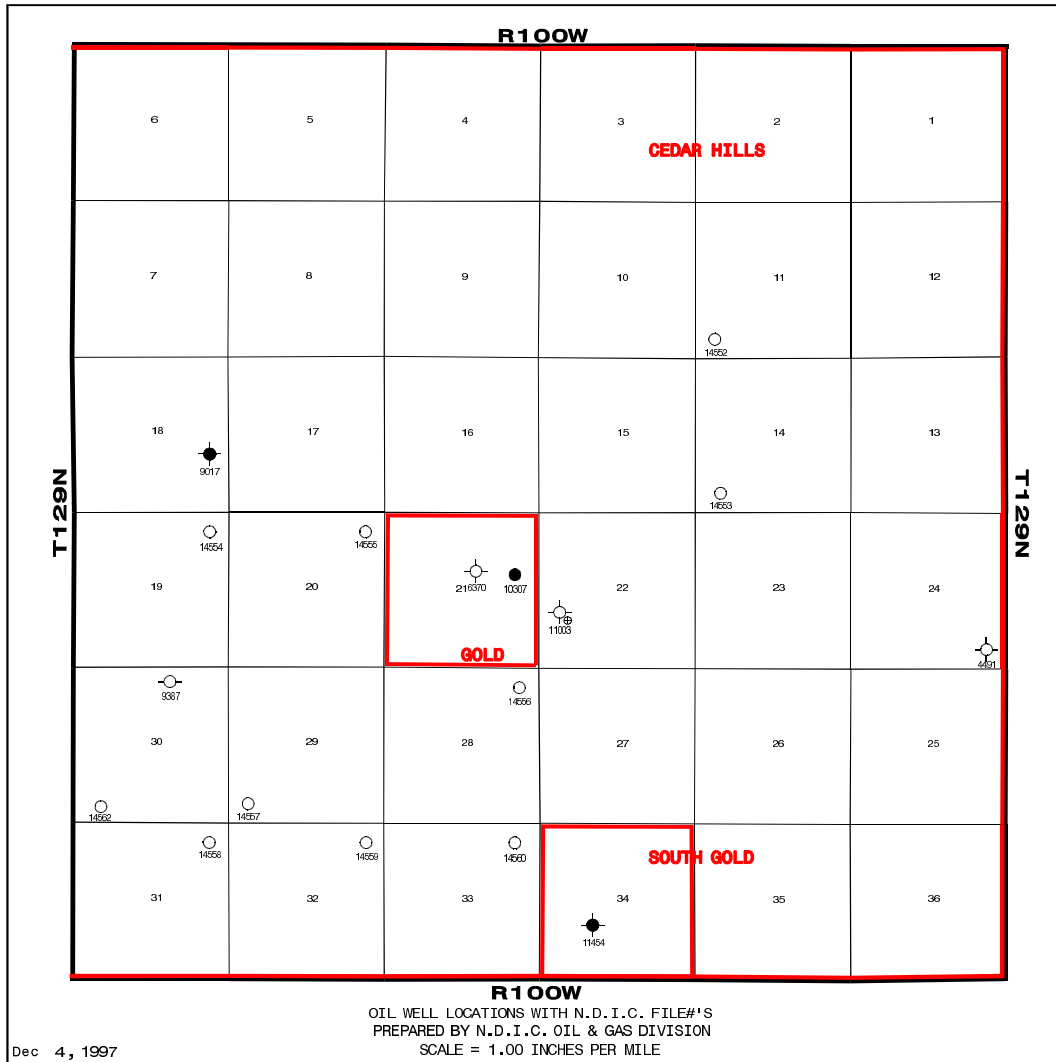 R100W
6 5 4 3 2 1
CEDAR HILLS
7 8 9 10 11 12
14552
18 17 16 15 14 13
9017
T129N
T129N
14553
14554 14555
19 20 21 6370 10307 22 23 24
11003
GOLD
4491
9387
14556
30 29 28 27 26 25
14562 14557
14558 14559 14560
SOUTH GOLD
31 32 33 34 35 36
11454
R100W
OIL WELL LOCATIONS WITH N.D.I.C. FILE#'S
PREPARED BY N.D.I.C. OIL & GAS DIVISION
SCALE = 1.00 INCHES PER MILE
Dec 4, 1997